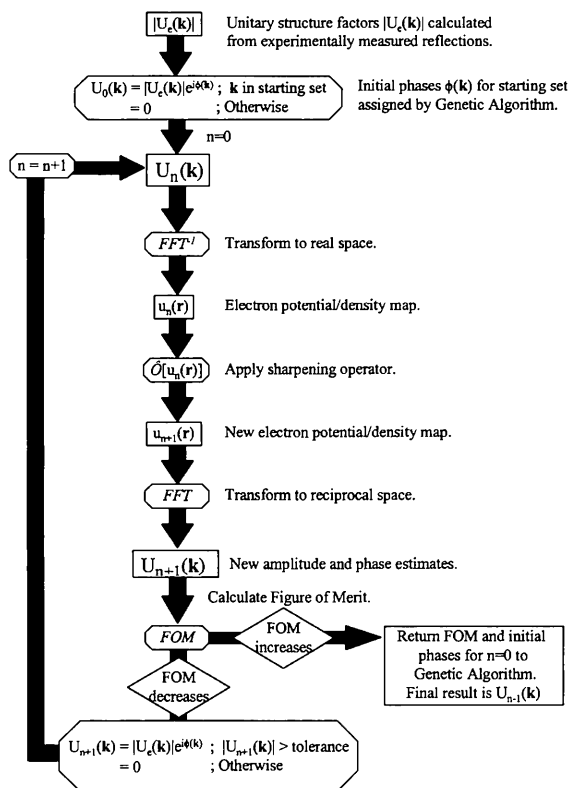 |U_e(k)|
Unitary structure factors |U_e(k)| calculated
from experimentally measured reflections.
U_0(k) = |U_e(k)|e^{iϕ(k)} ; k in starting set
= 0 ; Otherwise
Initial phases ϕ(k) for starting set
assigned by Genetic Algorithm.
n=0
n = n+1
U_n(k)
FFT^{-1}
Transform to real space.
u_n(r)
Electron potential/density map.
Ô[u_n(r)]
Apply sharpening operator.
u_{n+1}(r)
New electron potential/density map.
FFT
Transform to reciprocal space.
U_{n+1}(k)
New amplitude and phase estimates.
Calculate Figure of Merit.
FOM
FOM
increases
Return FOM and initial
phases for n=0 to
Genetic Algorithm.
Final result is U_{n-1}(k)
FOM
decreases
U_{n+1}(k) = |U_e(k)|e^{iϕ(k)} ; |U_{n+1}(k)| > tolerance
= 0 ; Otherwise